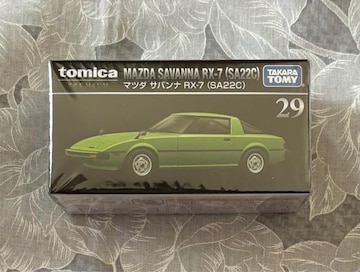 tomica MAZDA SAVANNA RX-7 (SA22C)
PREMIUM マツダ サバンナ RX-7 (SA22C)
TAKARA
TOMY
29